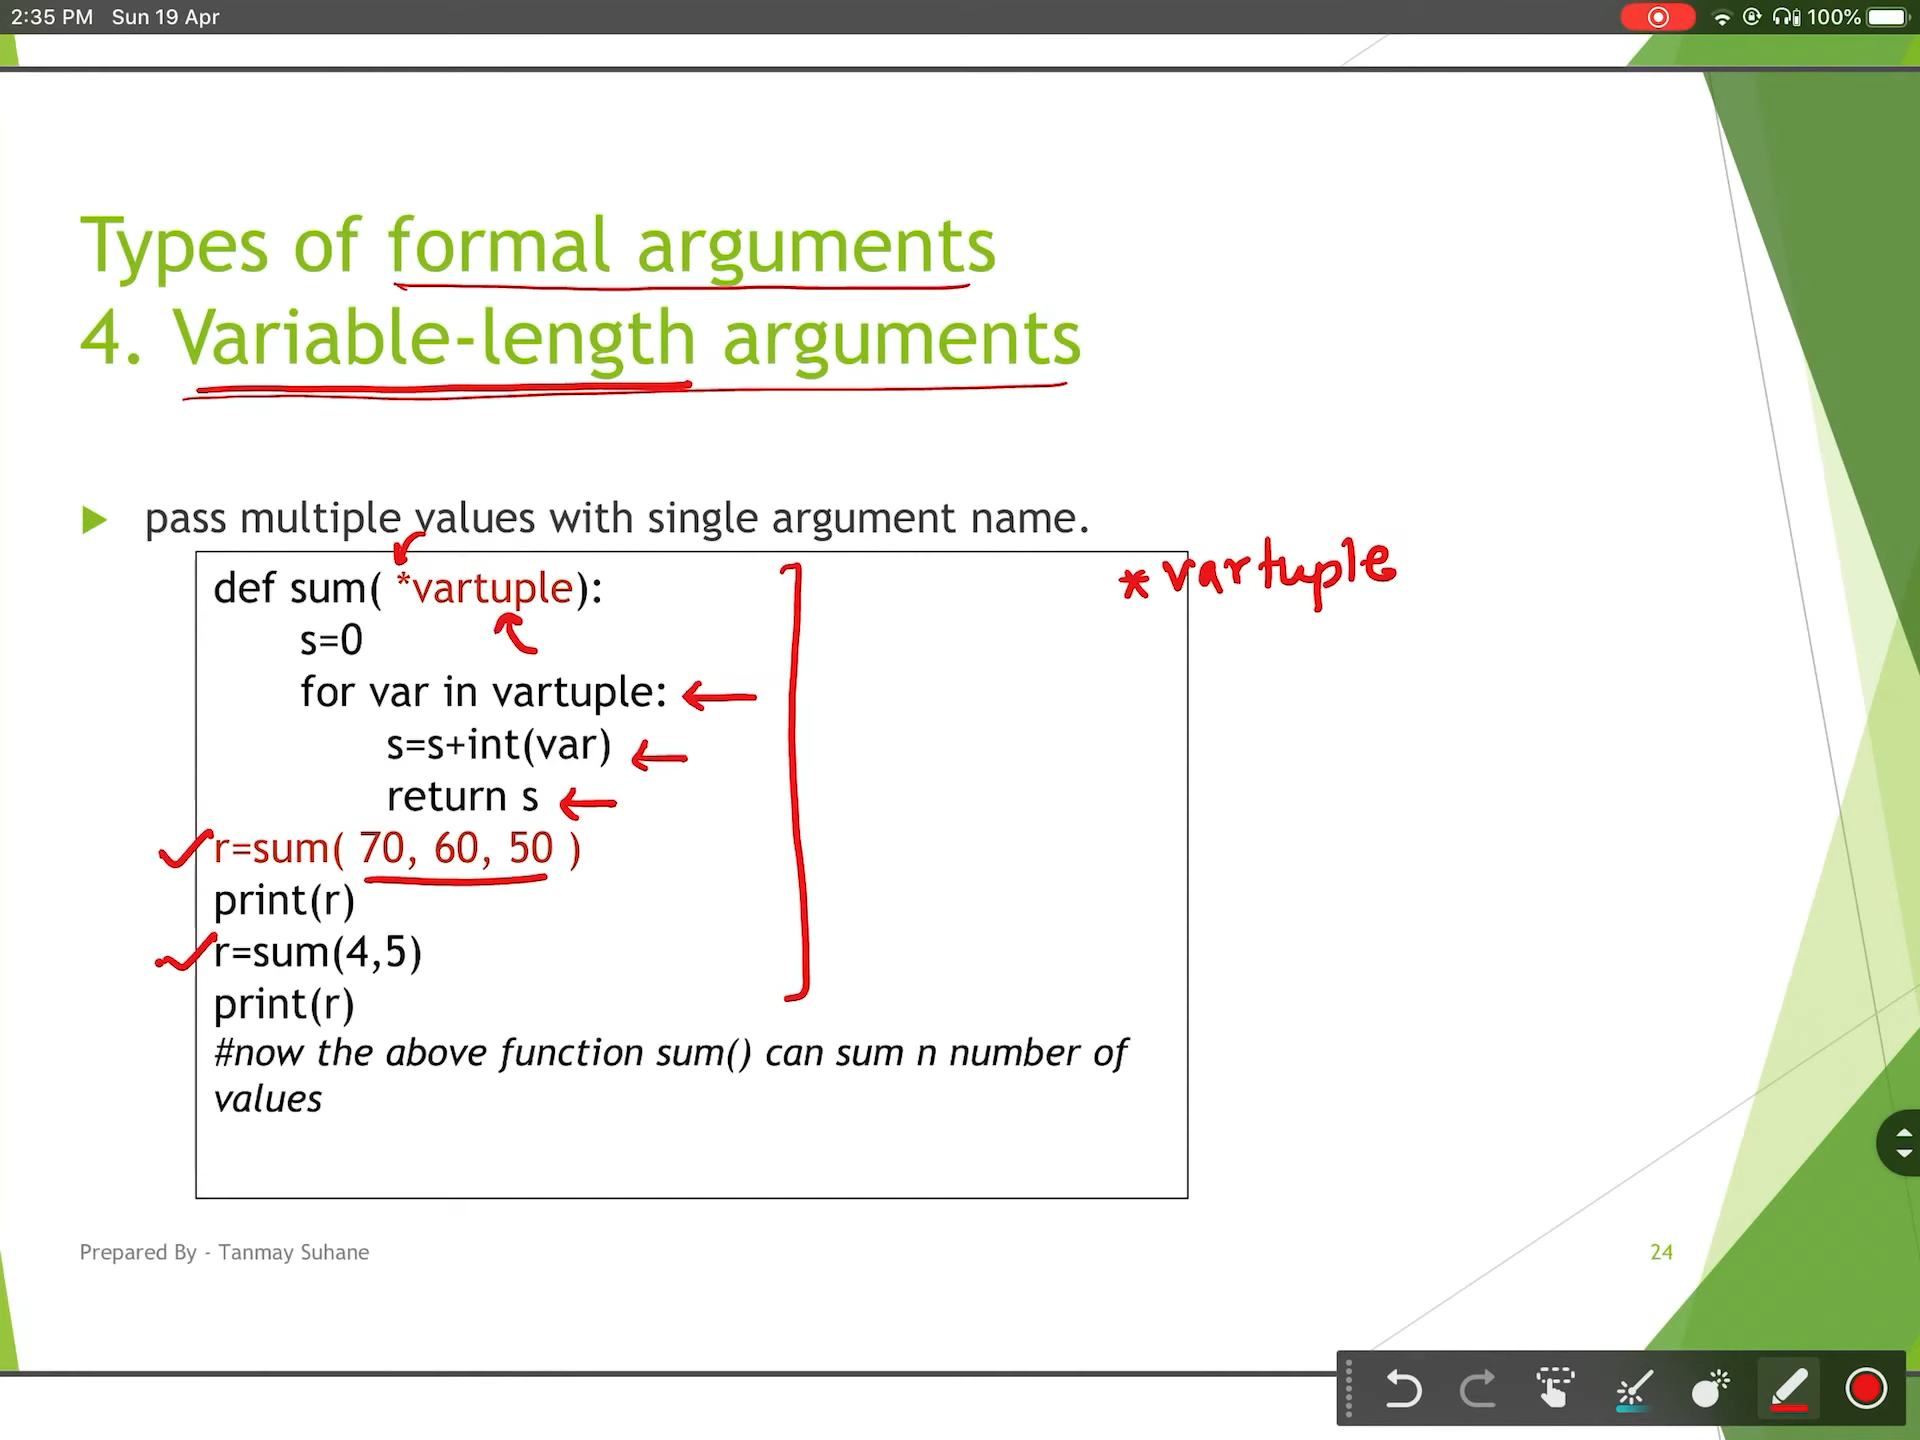 2:35 PM Sun 19 Apr 100%
Types of formal arguments
4. Variable-length arguments
pass multiple values with single argument name.
def sum( *vartuple):
s=0
for var in vartuple:
s=s+int(var)
return s
r=sum( 70, 60, 50 )
print(r)
r=sum(4,5)
print(r)
#now the above function sum() can sum n number of
values
* vartuple
Prepared By - Tanmay Suhane
24